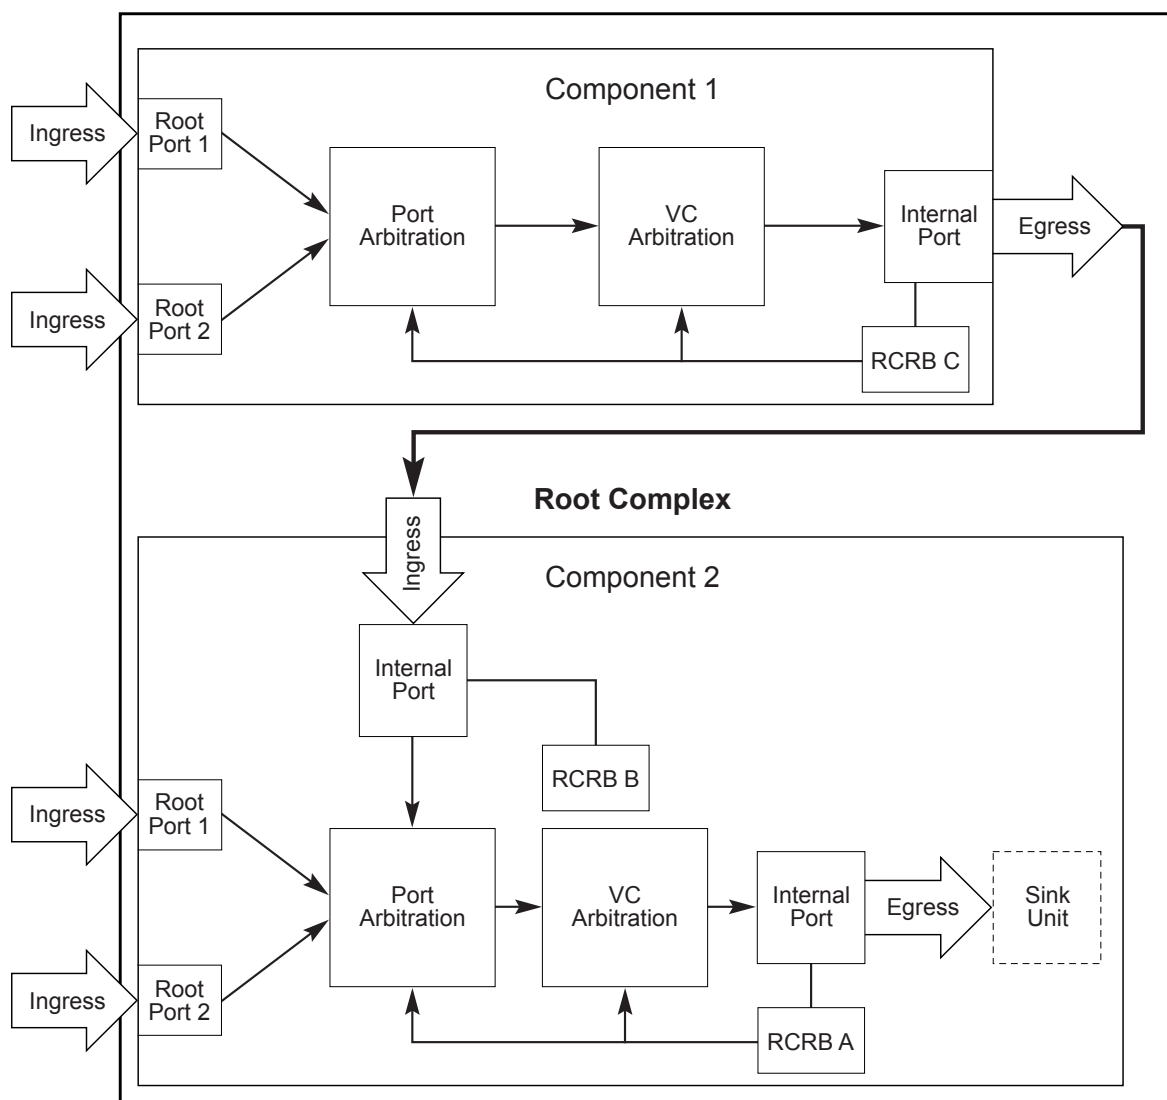 Component 1
Ingress
Root
Port 1
Port
Arbitration
VC
Arbitration
Internal
Port
Egress
Ingress
Root
Port 2
RCRB C
Root Complex
Ingress
Component 2
Internal
Port
RCRB B
Ingress
Root
Port 1
Port
Arbitration
VC
Arbitration
Internal
Port
Egress
Sink
Unit
Ingress
Root
Port 2
RCRB A